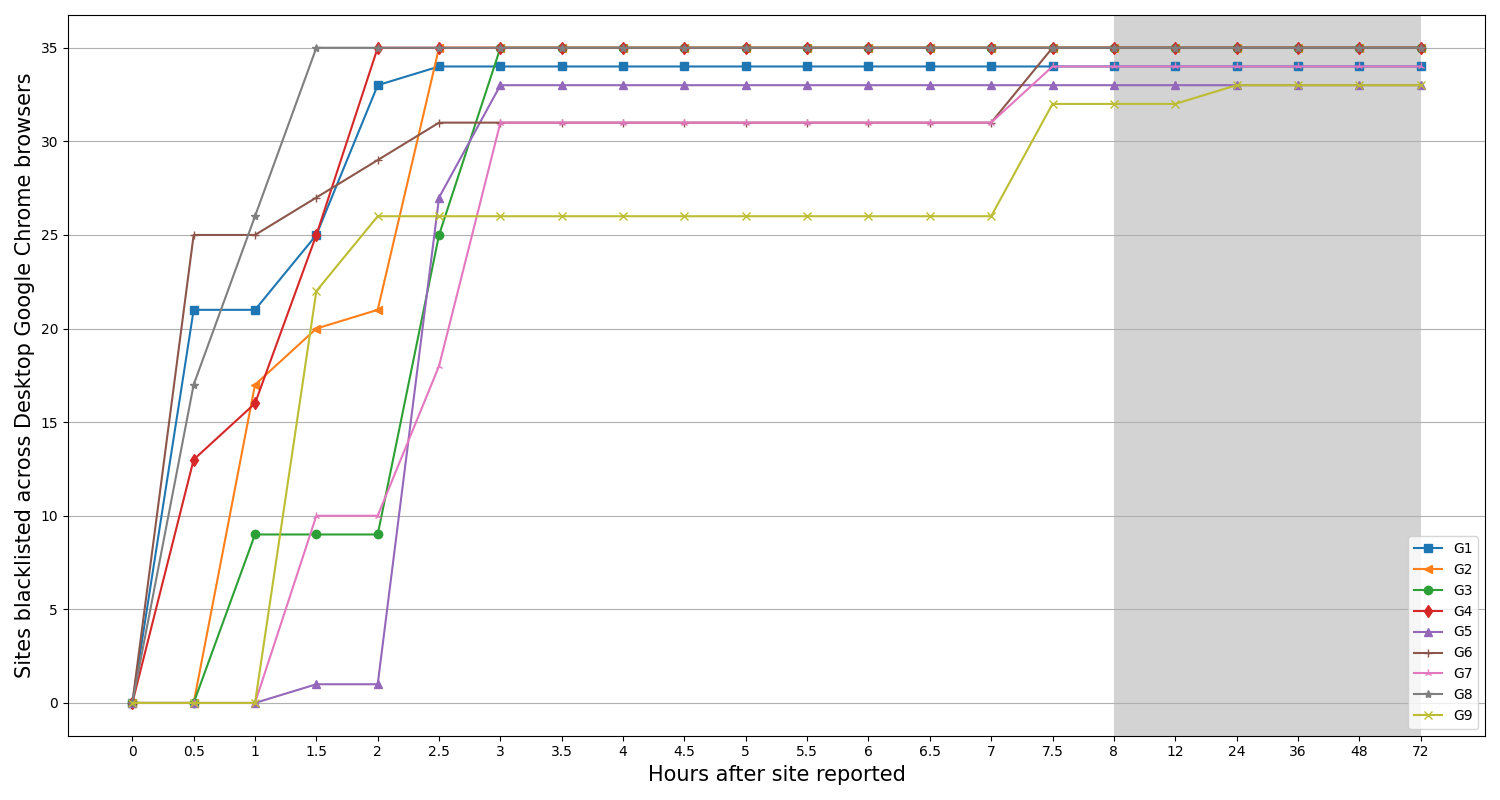 Sites blacklisted across Desktop Google Chrome browsers
35
30
25
20
15
10
5
0
0 0.5 1 1.5 2 2.5 3 3.5 4 4.5 5 5.5 6 6.5 7 7.5 8 12 24 36 48 72
Hours after site reported
G1
G2
G3
G4
G5
G6
G7
G8
G9